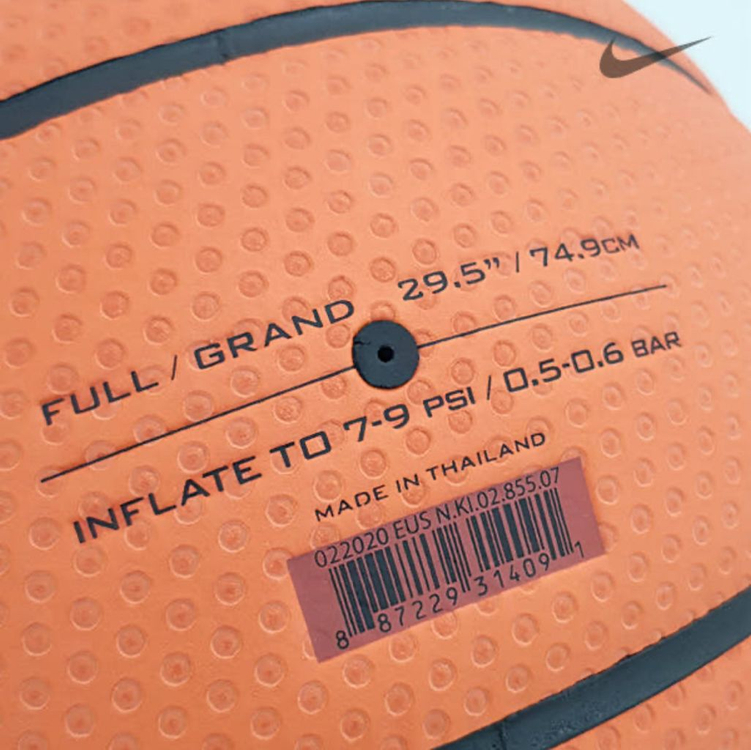 FULL / GRAND 29.5” / 74.9CM
INFLATE TO 7-9 PSI / 0.5-0.6 BAR
MADE IN THAILAND
022020 EUS N.KI.02.855.07
8 87229 31409 1